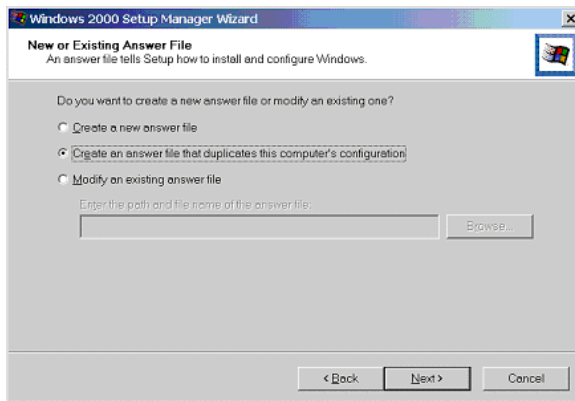 Windows 2000 Setup Manager Wizard
New or Existing Answer File
An answer file tells Setup how to install and configure Windows.
Do you want to create a new answer file or modify an existing one?
Create a new answer file
Create an answer file that duplicates this computer's configuration
Modify an existing answer file
Enter the path and file name of the answer file:
Browse...
< Back
Next >
Cancel